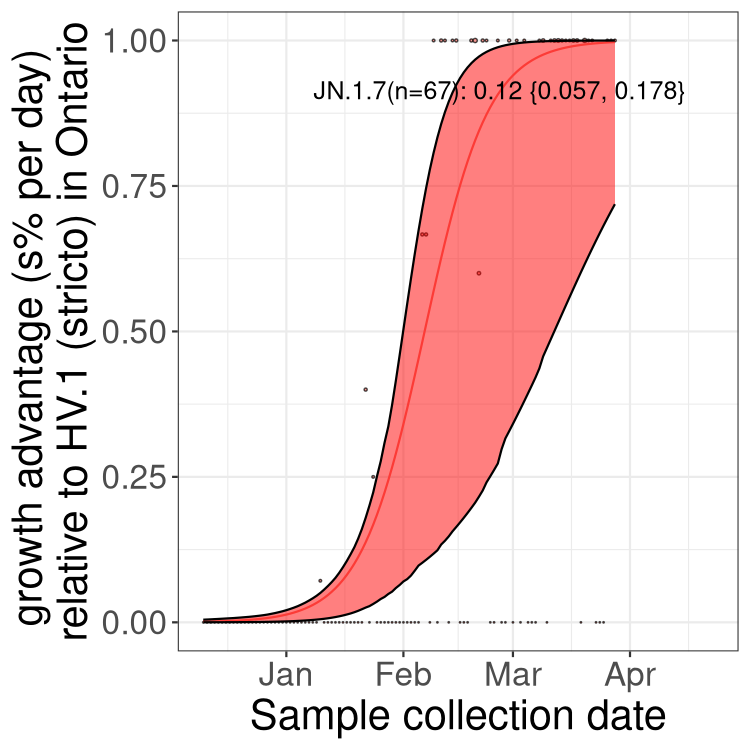 growth advantage (s% per day)
relative to HV.1 (stricto) in Ontario
1.00
0.75
0.50
0.25
0.00
JN.1.7(n=67): 0.12 {0.057, 0.178}
Jan Feb Mar Apr
Sample collection date